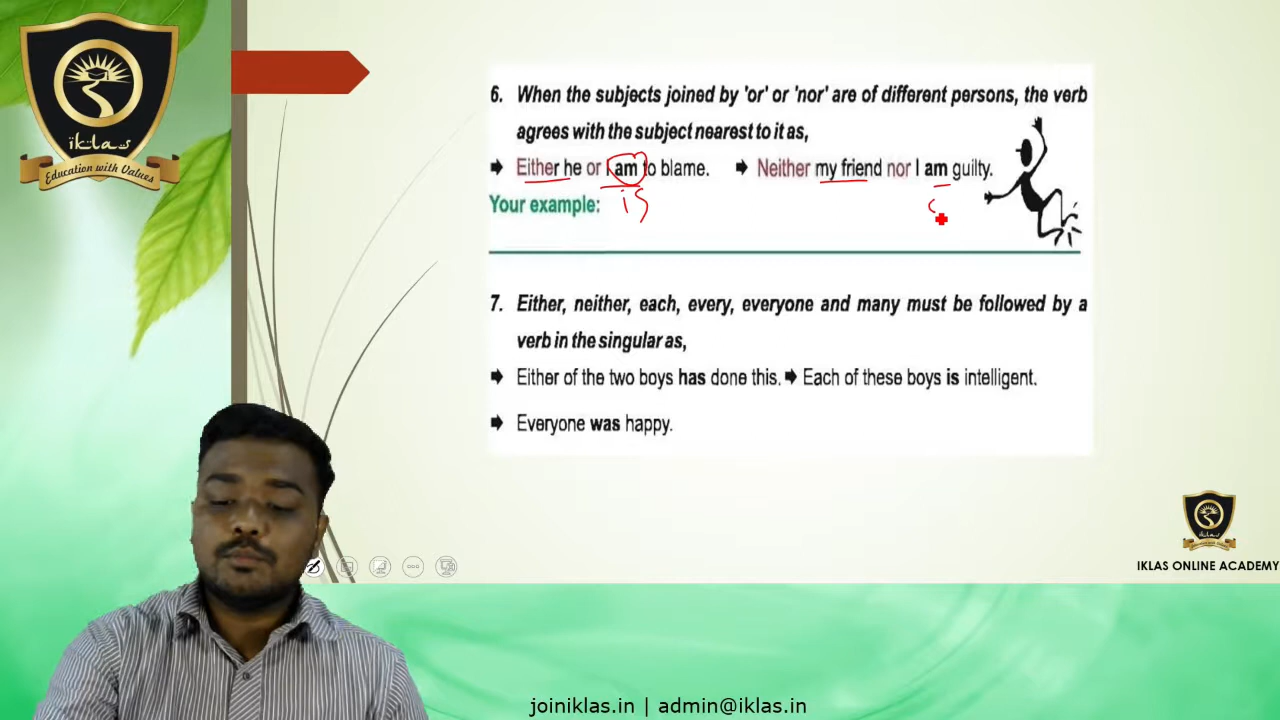 iklas
Education with Values
6. When the subjects joined by 'or' or 'nor' are of different persons, the verb
agrees with the subject nearest to it as,
Either he or I am to blame. Neither my friend nor I am guilty.
Your example: is
7. Either, neither, each, every, everyone and many must be followed by a
verb in the singular as,
Either of the two boys has done this. Each of these boys is intelligent.
Everyone was happy.
IKLAS ONLINE ACADEMY
joiniklas.in | admin@iklas.in